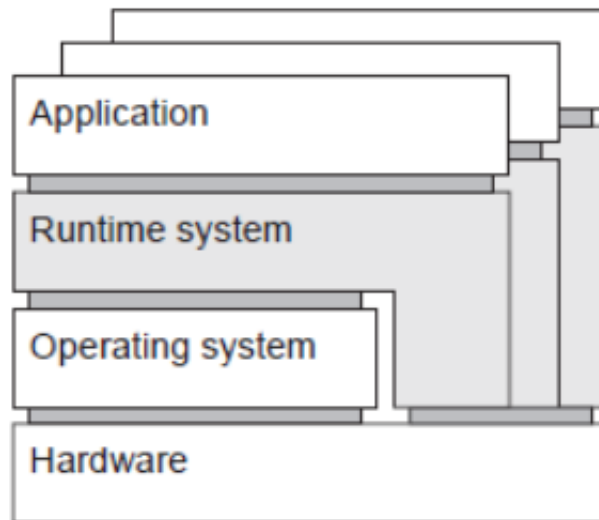 Application
Runtime system
Operating system
Hardware